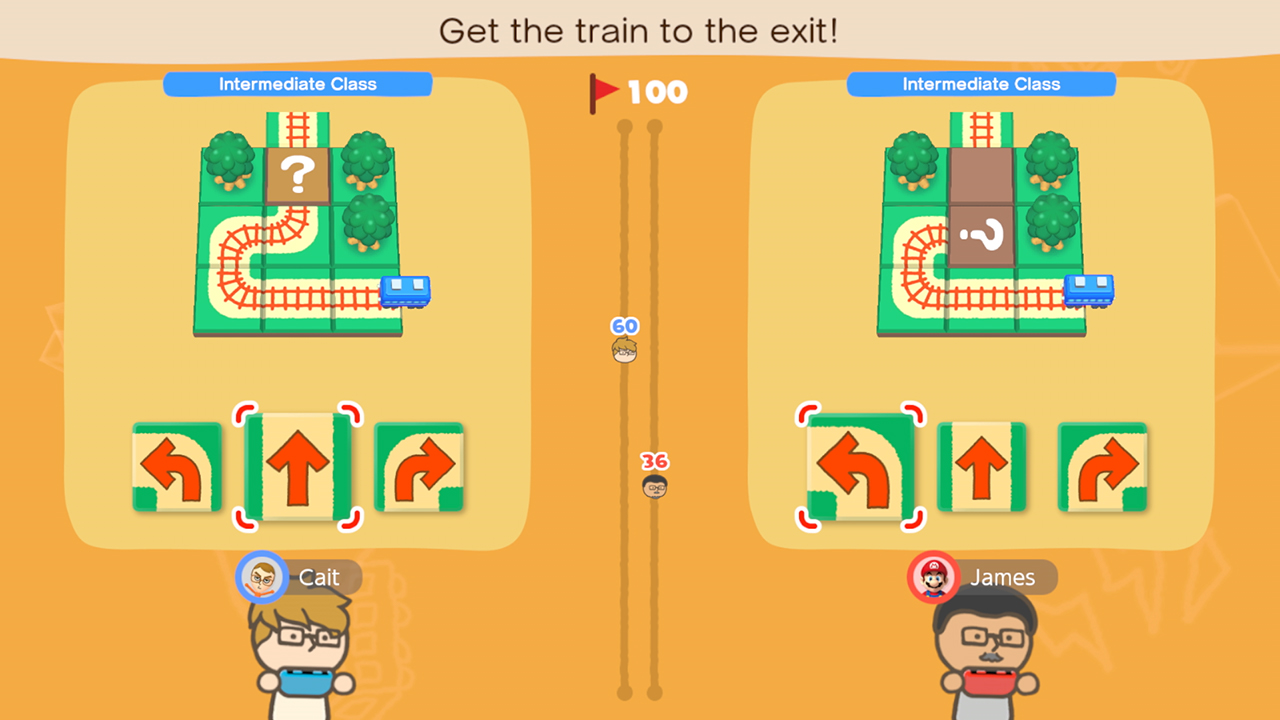 Get the train to the exit!
Intermediate Class
100
Intermediate Class
?
?
60
36
Cait
James